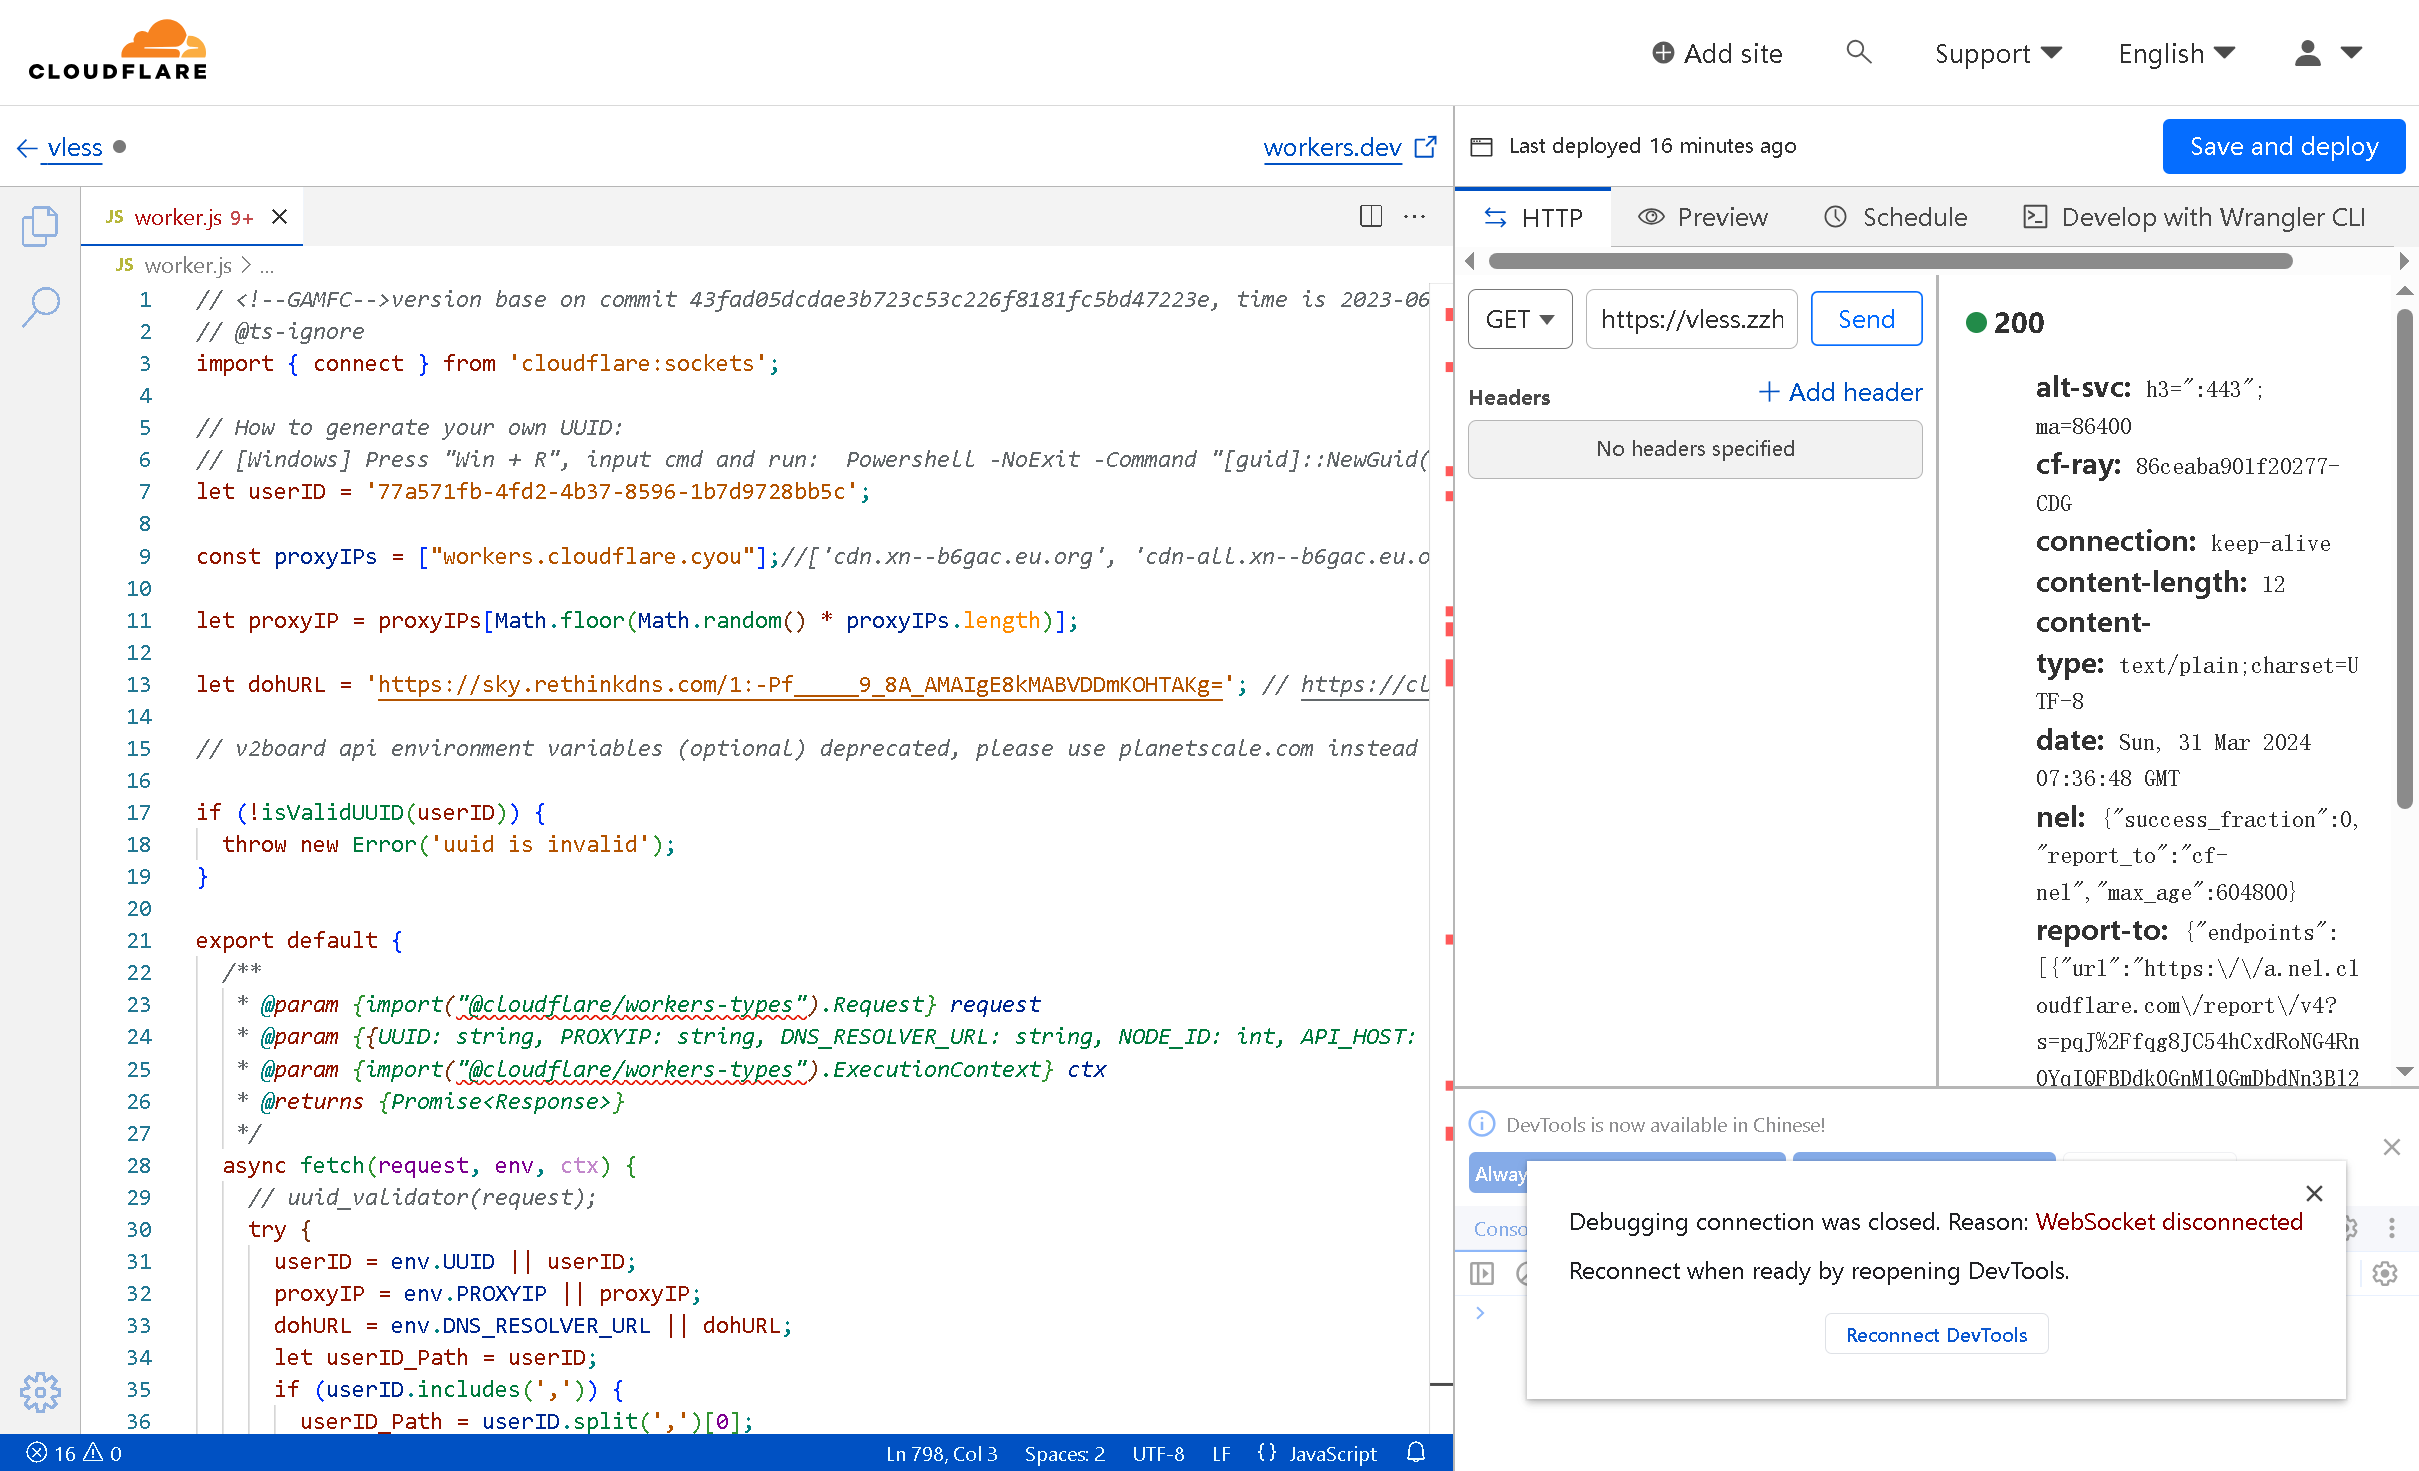 CLOUDFLARE
Add site
Support
English
vless
workers.dev
Last deployed 16 minutes ago
Save and deploy
JS worker.js 9+
HTTP
Preview
Schedule
Develop with Wrangler CLI
JS worker.js > ...
1 // <!--GAMFC-->version base on commit 43fad05dcdae3b723c53c226f8181fc5bd47223e, time is 2023-06
2 // @ts-ignore
3 import { connect } from 'cloudflare:sockets';
4
5 // How to generate your own UUID:
6 // [Windows] Press "Win + R", input cmd and run:  Powershell -NoExit -Command "[guid]::NewGuid(
7 let userID = '77a571fb-4fd2-4b37-8596-1b7d9728bb5c';
8
9 const proxyIPs = ["workers.cloudflare.cyou"];//['cdn.xn--b6gac.eu.org', 'cdn-all.xn--b6gac.eu.o
10
11 let proxyIP = proxyIPs[Math.floor(Math.random() * proxyIPs.length)];
12
13 let dohURL = 'https://sky.rethinkdns.com/1:-Pf_____9_8A_AMAIgE8kMABVDDmKOHTAKg='; // https://cl
14
15 // v2board api environment variables (optional) deprecated, please use planetscale.com instead
16
17 if (!isValidUUID(userID)) {
18 throw new Error('uuid is invalid');
19 }
20
21 export default {
22 /**
23 * @param {import("@cloudflare/workers-types").Request} request
24 * @param {{UUID: string, PROXYIP: string, DNS_RESOLVER_URL: string, NODE_ID: int, API_HOST:
25 * @param {import("@cloudflare/workers-types").ExecutionContext} ctx
26 * @returns {Promise<Response>}
27 */
28 async fetch(request, env, ctx) {
29 // uuid_validator(request);
30 try {
31 userID = env.UUID || userID;
32 proxyIP = env.PROXYIP || proxyIP;
33 dohURL = env.DNS_RESOLVER_URL || dohURL;
34 let userID_Path = userID;
35 if (userID.includes(',')) {
36 userID_Path = userID.split(',')[0];
16 0
Ln 798, Col 3
Spaces: 2
UTF-8
LF
{} JavaScript
GET
https://vless.zzh
Send
Headers
+ Add header
No headers specified
200
alt-svc: h3=":443";
ma=86400
cf-ray: 86ceaba901f20277-
CDG
connection: keep-alive
content-length: 12
content-
type: text/plain;charset=U
TF-8
date: Sun, 31 Mar 2024
07:36:48 GMT
nel: {"success_fraction":0,
"report_to":"cf-
nel","max_age":604800}
report-to: {"endpoints":
[{"url":"https:\/\/a.nel.cl
oudflare.com\/report\/v4?
s=pqJ%2Ffqg8JC54hCxdRoNG4Rn
QYqIQFBDdkOGnMlQGmDbdNn3Bl2
DevTools is now available in Chinese!
Alway
Conso
Debugging connection was closed. Reason: WebSocket disconnected
Reconnect when ready by reopening DevTools.
Reconnect DevTools